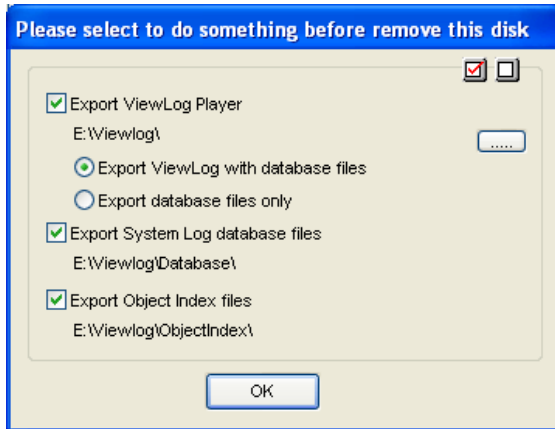 Please select to do something before remove this disk
Export ViewLog Player
E:\Viewlog\
.....
Export ViewLog with database files
Export database files only
Export System Log database files
E:\Viewlog\Database\
Export Object Index files
E:\Viewlog\ObjectIndex\
OK